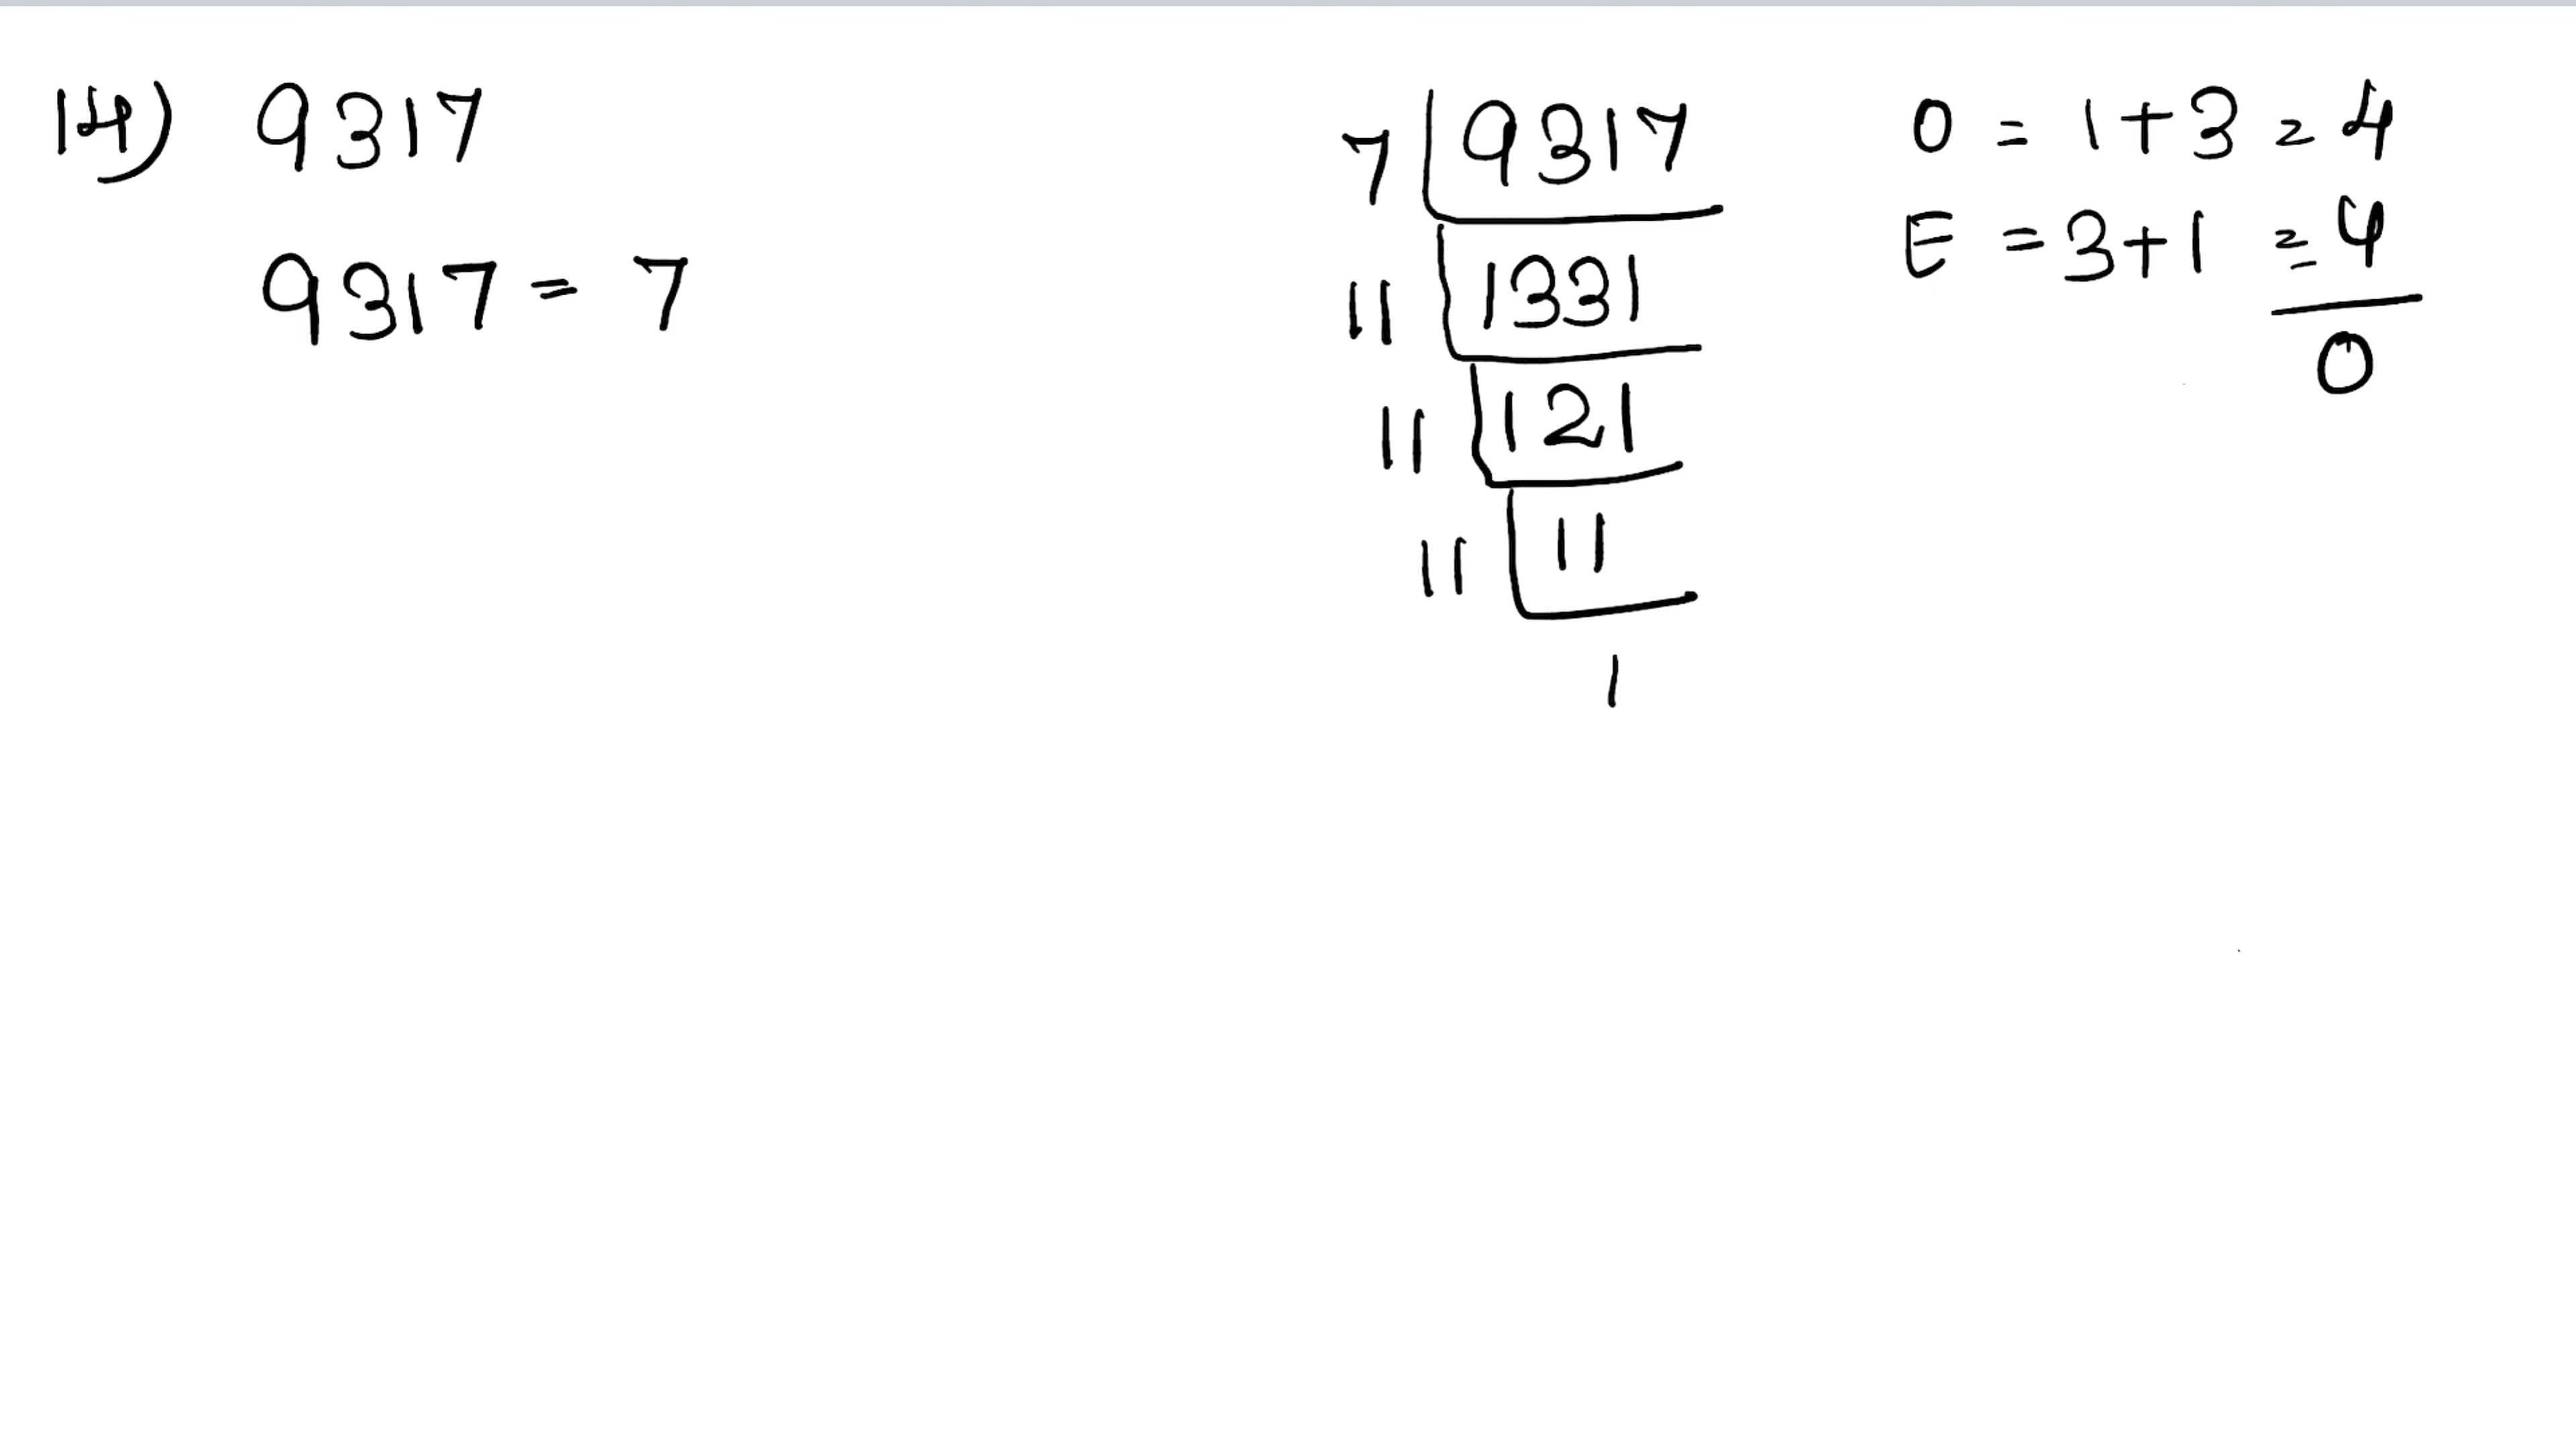 14) 9317
9317 = 7
7 | 9317
11 | 1331
11 | 121
11 | 11
1
O = 1+3 = 4
E = 3+1 = 4
0